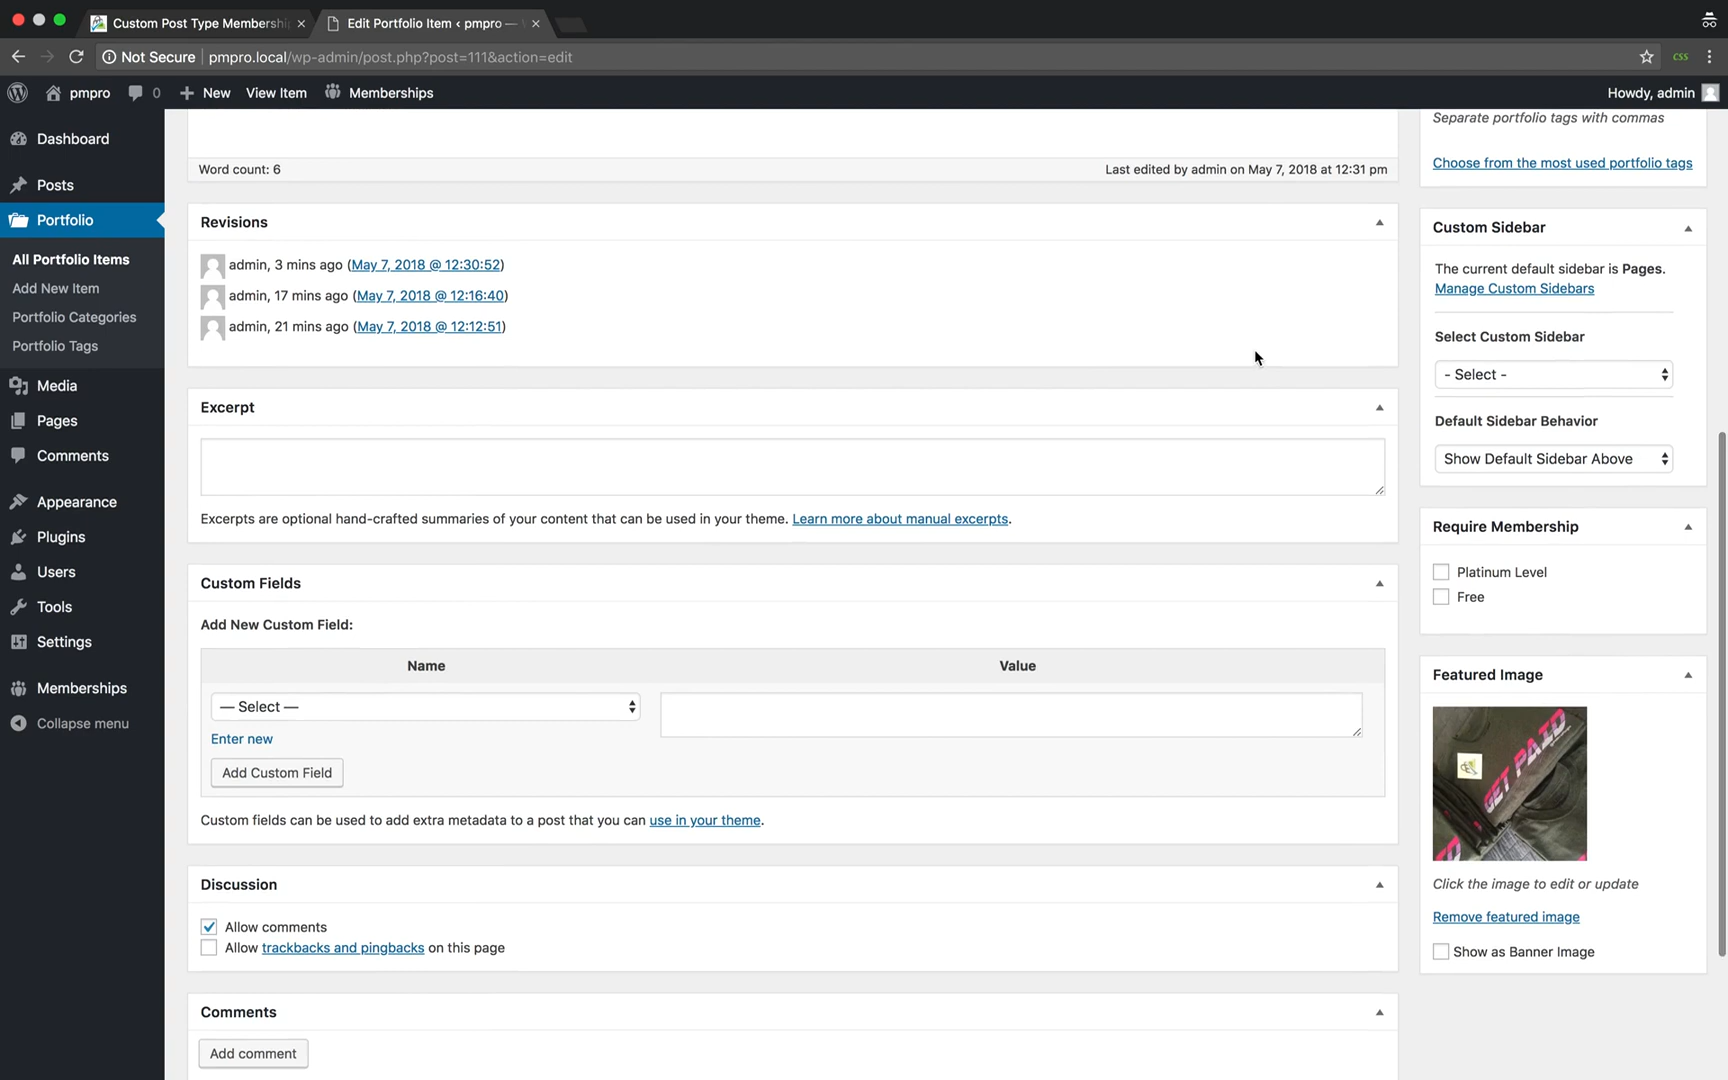 Custom Post Type Membershi
Edit Portfolio Item ‹ pmpro —
Not Secure pmpro.local/wp-admin/post.php?post=111&action=edit
CSS
pmpro
0
New
View Item
Memberships
Howdy, admin
Dashboard
Posts
Portfolio
All Portfolio Items
Add New Item
Portfolio Categories
Portfolio Tags
Media
Pages
Comments
Appearance
Plugins
Users
Tools
Settings
Memberships
Collapse menu
Word count: 6
Last edited by admin on May 7, 2018 at 12:31 pm
Revisions
admin, 3 mins ago (May 7, 2018 @ 12:30:52)
admin, 17 mins ago (May 7, 2018 @ 12:16:40)
admin, 21 mins ago (May 7, 2018 @ 12:12:51)
Excerpt
Excerpts are optional hand-crafted summaries of your content that can be used in your theme. Learn more about manual excerpts.
Custom Fields
Add New Custom Field:
Name
Value
— Select —
Enter new
Add Custom Field
Custom fields can be used to add extra metadata to a post that you can use in your theme.
Discussion
Allow comments
Allow trackbacks and pingbacks on this page
Comments
Add comment
Separate portfolio tags with commas
Choose from the most used portfolio tags
Custom Sidebar
The current default sidebar is Pages.
Manage Custom Sidebars
Select Custom Sidebar
- Select -
Default Sidebar Behavior
Show Default Sidebar Above
Require Membership
Platinum Level
Free
Featured Image
GET PAID
Click the image to edit or update
Remove featured image
Show as Banner Image